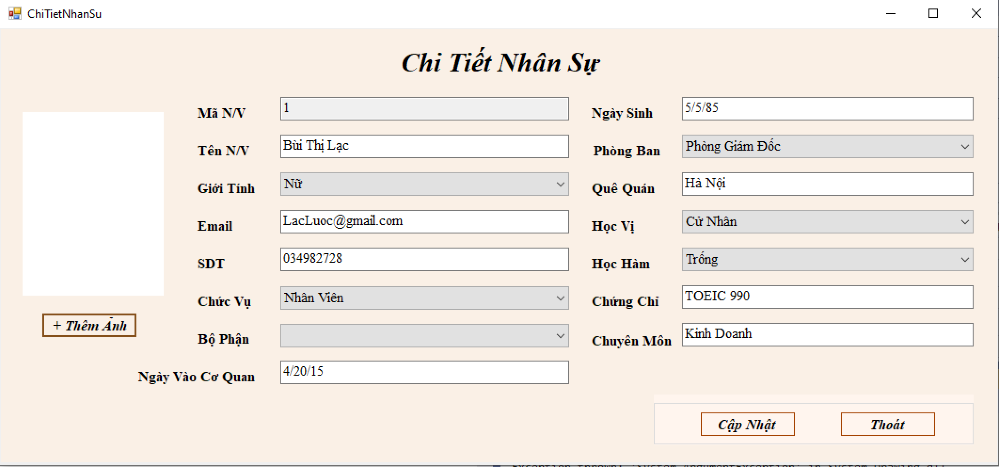 ChiTietNhanSu
Chi Tiết Nhân Sự
Mã N/V 1 Ngày Sinh 5/5/85
Tên N/V Bùi Thị Lạc Phòng Ban Phòng Giám Đốc
Giới Tính Nữ Quê Quán Hà Nội
Email LacLuoc@gmail.com Học Vị Cử Nhân
SDT 034982728 Học Hàm Trống
Chức Vụ Nhân Viên Chứng Chỉ TOEIC 990
+ Thêm Ảnh
Bộ Phận Chuyên Môn Kinh Doanh
Ngày Vào Cơ Quan 4/20/15
Cập Nhật Thoát